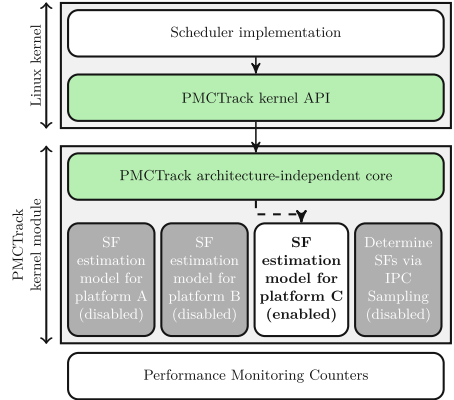 Linux kernel
Scheduler implementation
PMCTrack kernel API
PMCTrack
kernel module
PMCTrack architecture-independent core
SF
estimation
model for
platform A
(disabled)
SF
estimation
model for
platform B
(disabled)
SF
estimation
model for
platform C
(enabled)
Determine
SFs via
IPC
Sampling
(disabled)
Performance Monitoring Counters